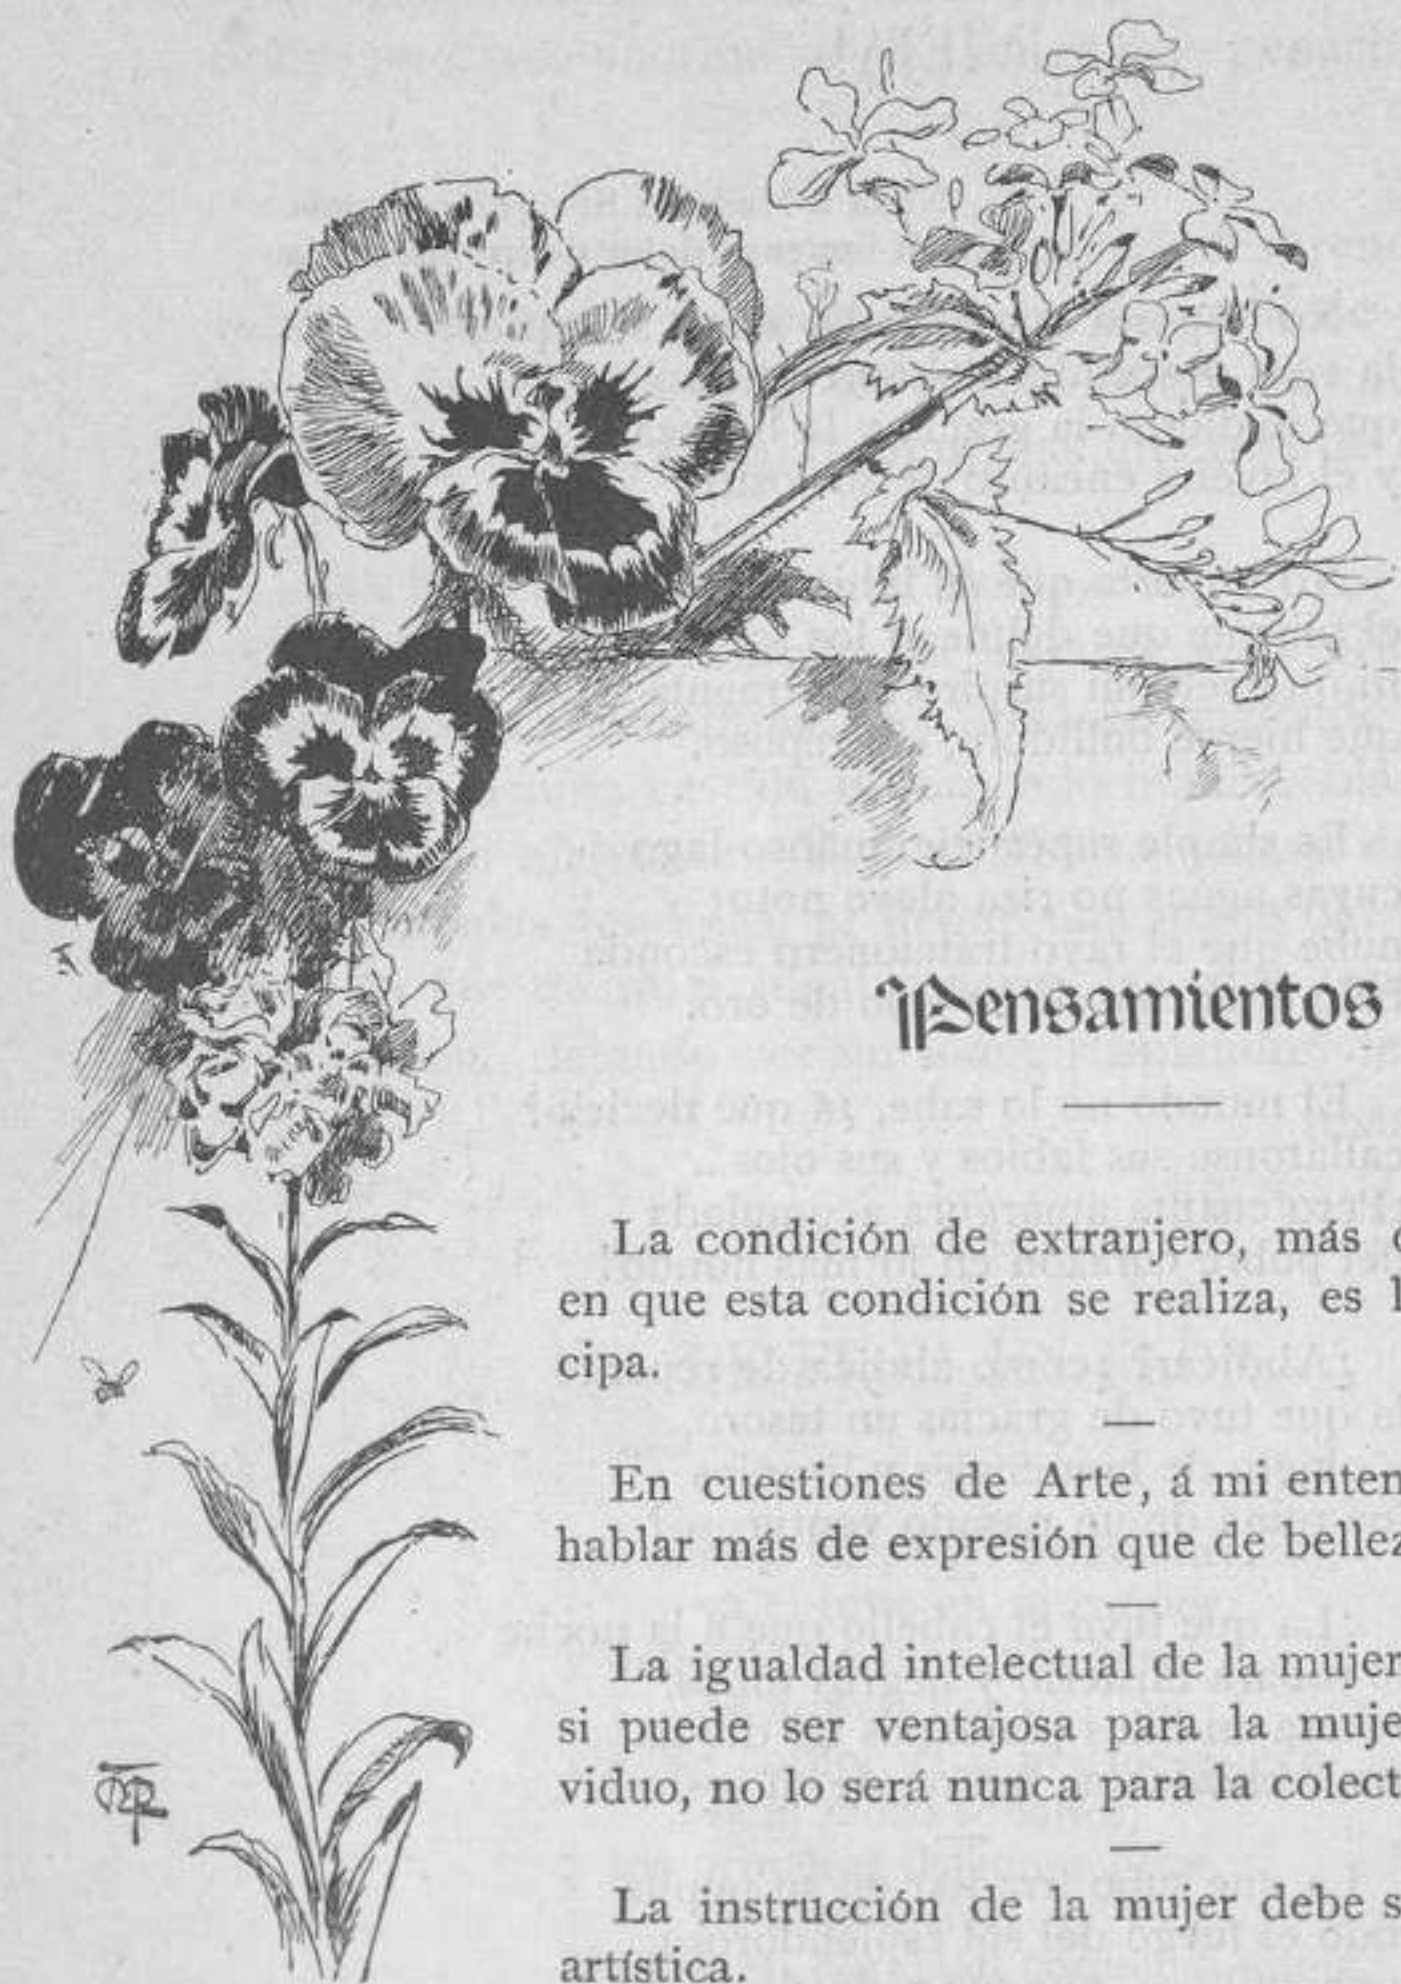 Pensamientos
La condición de extranjero, más
en que esta condición se realiza, es
cipa.
En cuestiones de Arte, á mi enten
hablar más de expresión que de bellez
La igualdad intelectual de la mujer
si puede ser ventajosa para la muje
viduo, no lo será nunca para la colect
La instrucción de la mujer debe s
artística.